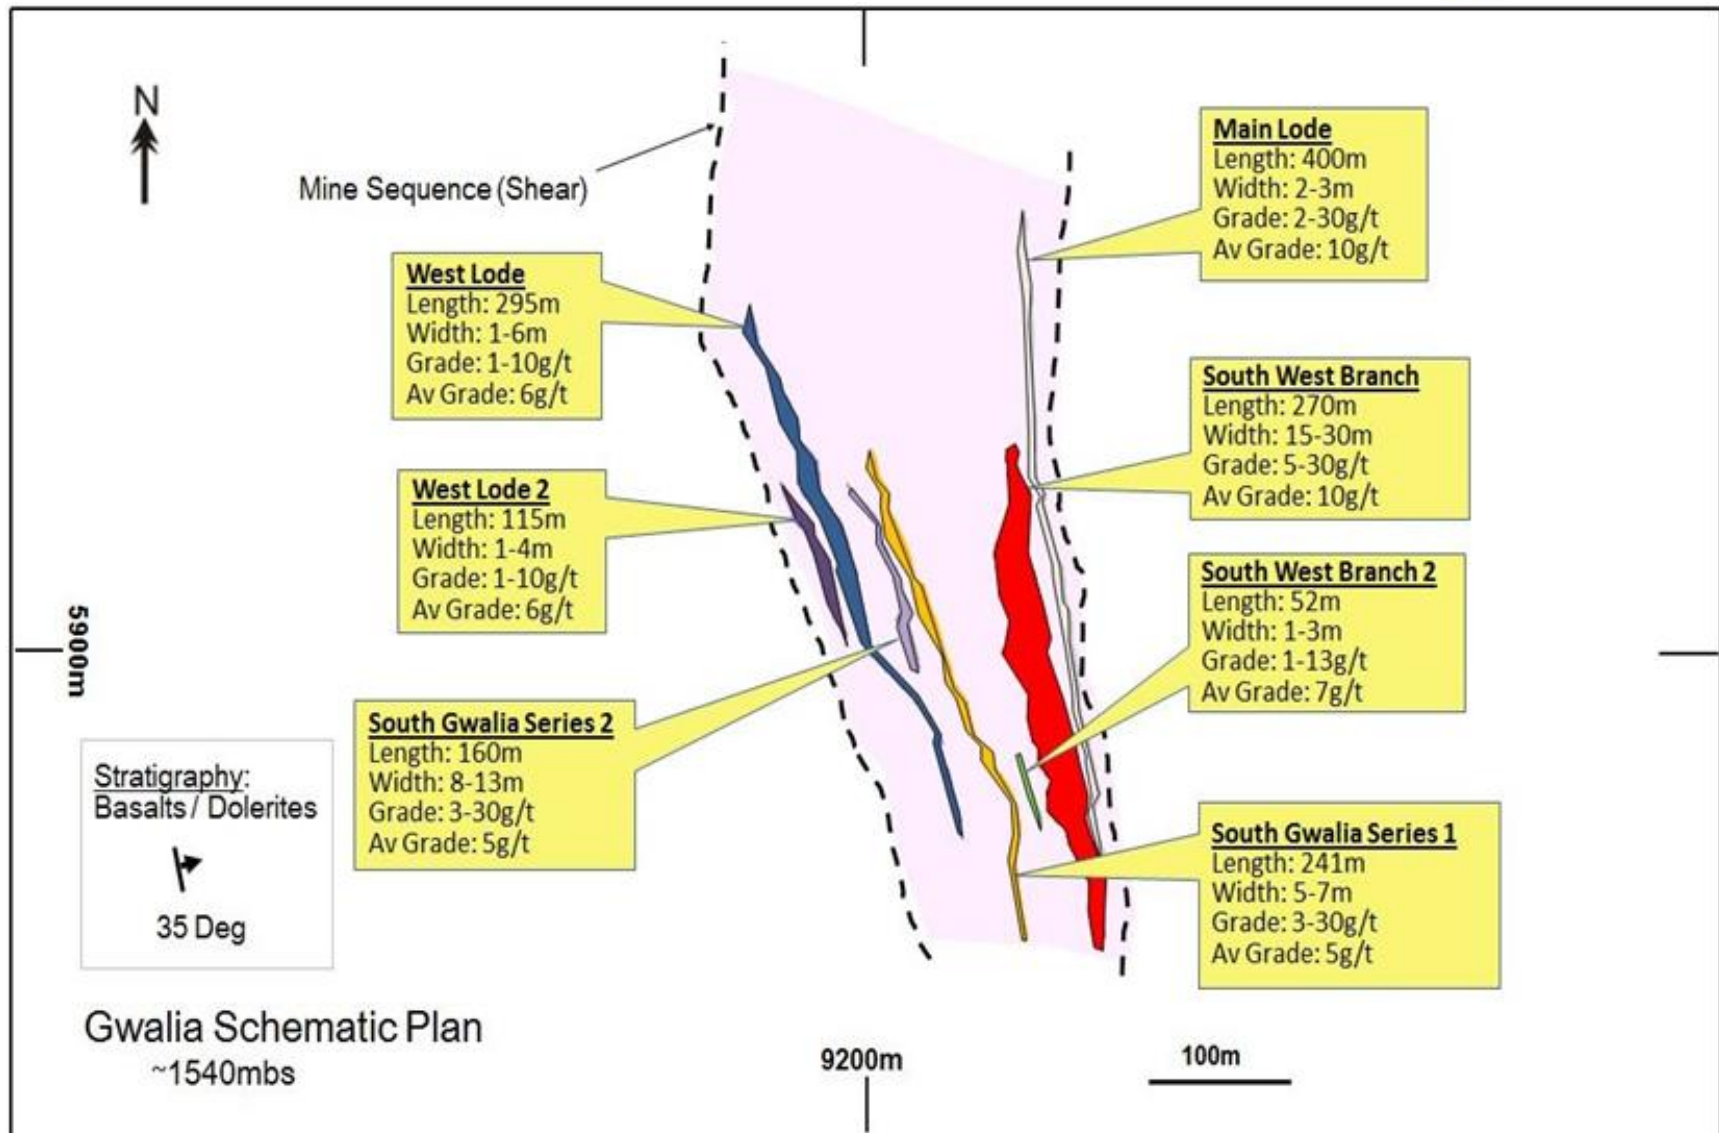 N
Mine Sequence (Shear)
Main Lode
Length: 400m
Width: 2-3m
Grade: 2-30g/t
Av Grade: 10g/t
West Lode
Length: 295m
Width: 1-6m
Grade: 1-10g/t
Av Grade: 6g/t
South West Branch
Length: 270m
Width: 15-30m
Grade: 5-30g/t
Av Grade: 10g/t
West Lode 2
Length: 115m
Width: 1-4m
Grade: 1-10g/t
Av Grade: 6g/t
South West Branch 2
Length: 52m
Width: 1-3m
Grade: 1-13g/t
Av Grade: 7g/t
5900m
South Gwalia Series 2
Length: 160m
Width: 8-13m
Grade: 3-30g/t
Av Grade: 5g/t
Stratigraphy:
Basalts / Dolerites
35 Deg
South Gwalia Series 1
Length: 241m
Width: 5-7m
Grade: 3-30g/t
Av Grade: 5g/t
Gwalia Schematic Plan
~1540mbs
9200m
100m